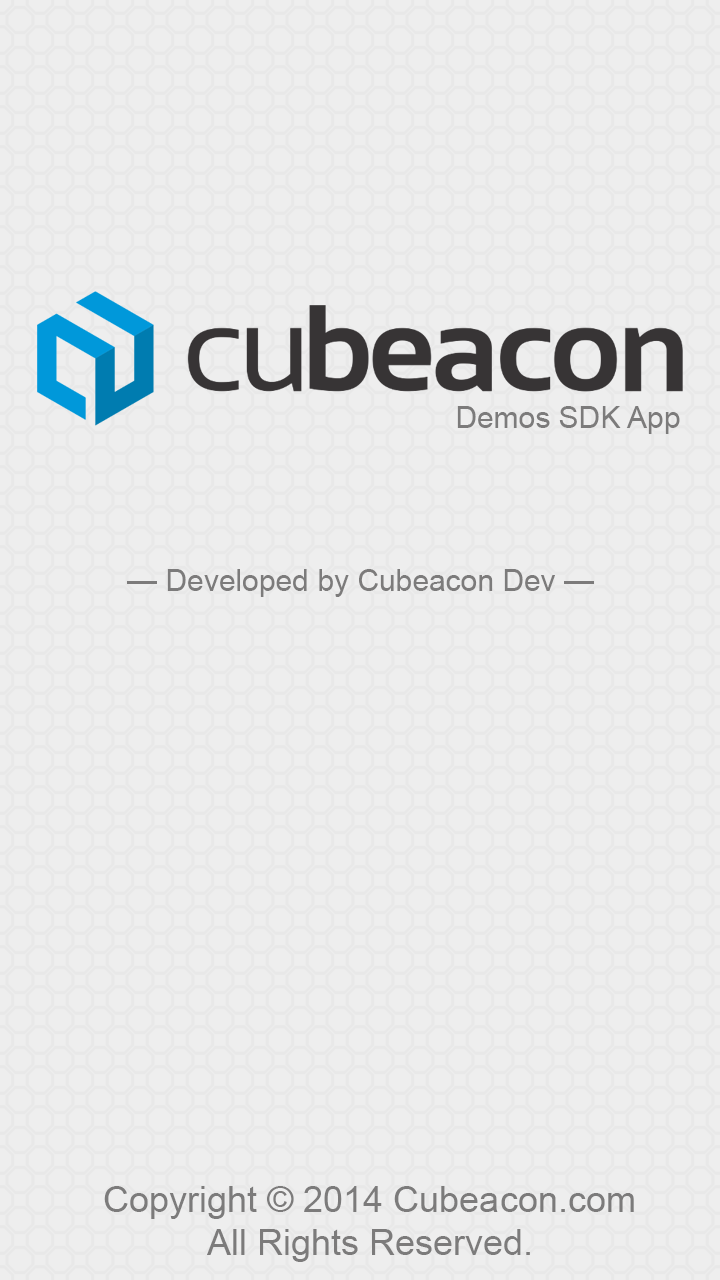 cubeacon
Demos SDK App
— Developed by Cubeacon Dev —
Copyright © 2014 Cubeacon.com
All Rights Reserved.